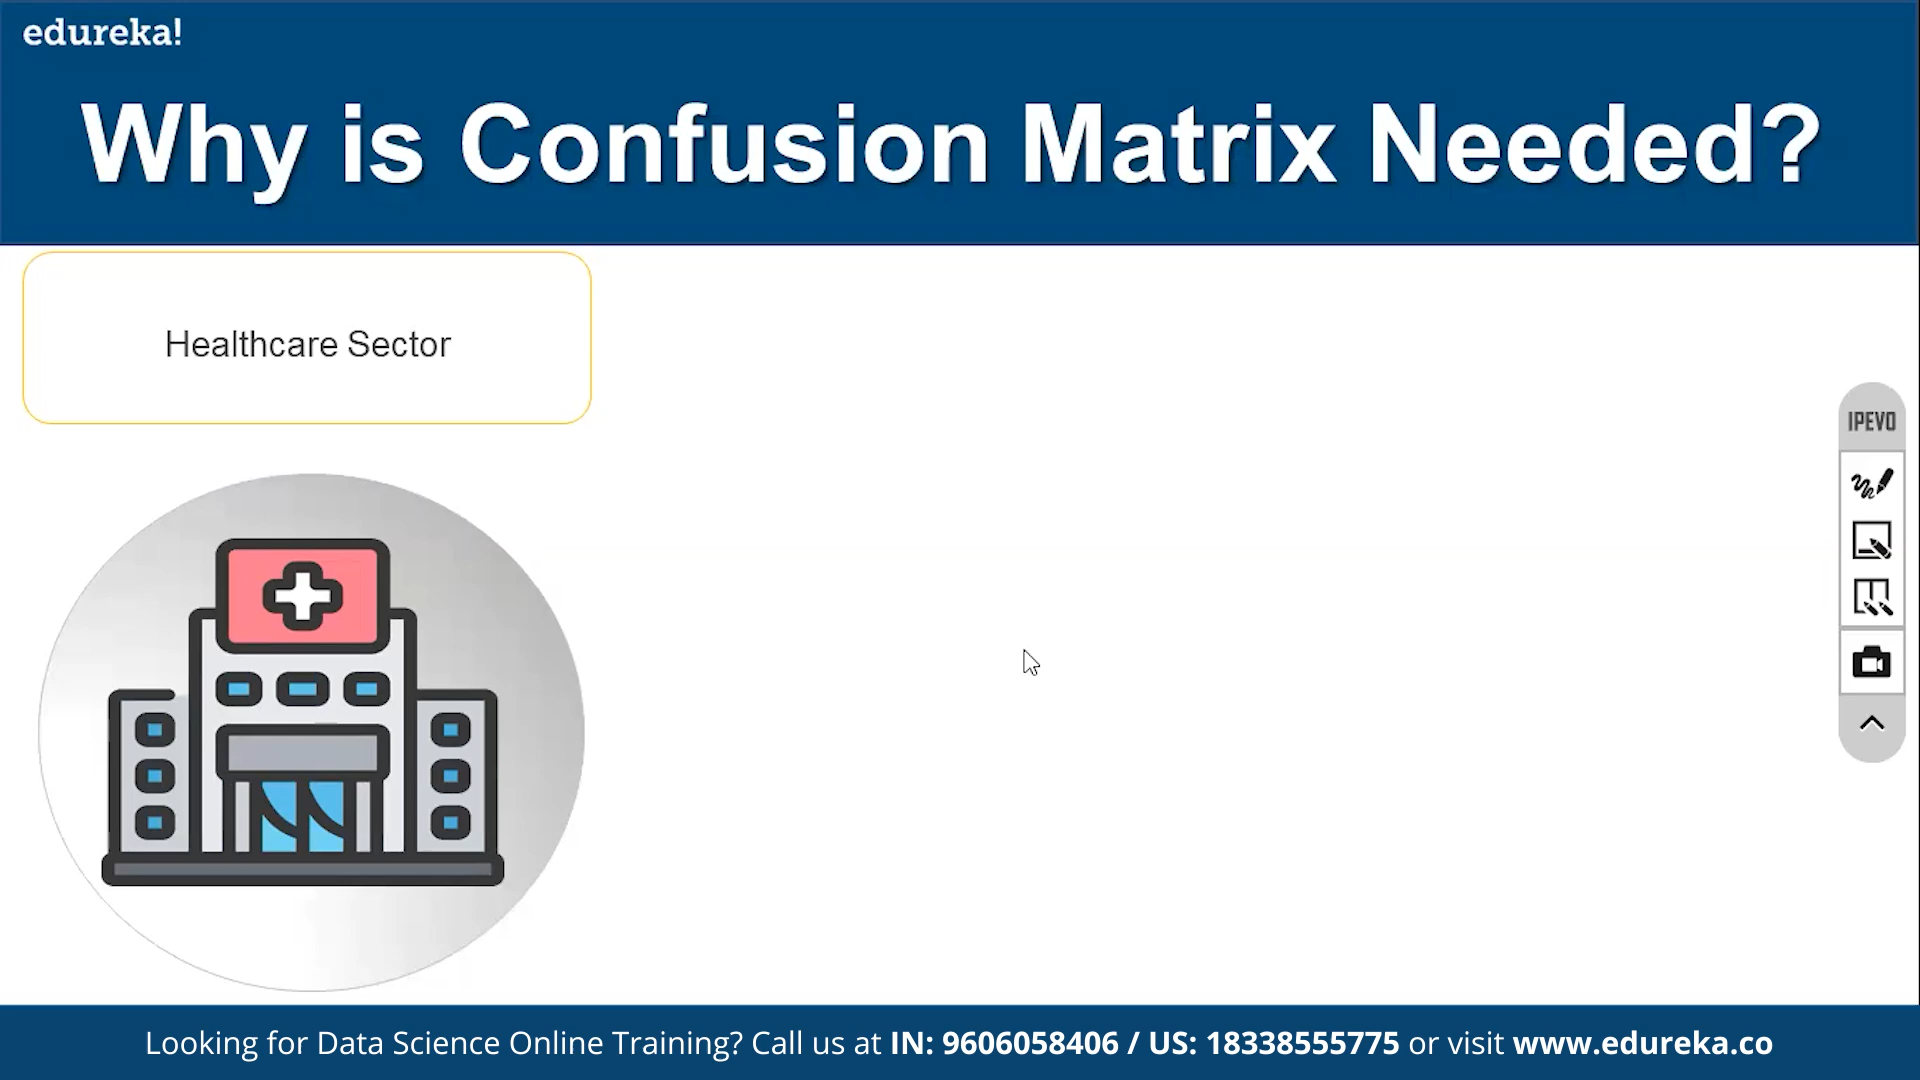 edureka!
Why is Confusion Matrix Needed?
Healthcare Sector
IPEVO
Looking for Data Science Online Training? Call us at IN: 9606058406 / US: 18338555775 or visit www.edureka.co